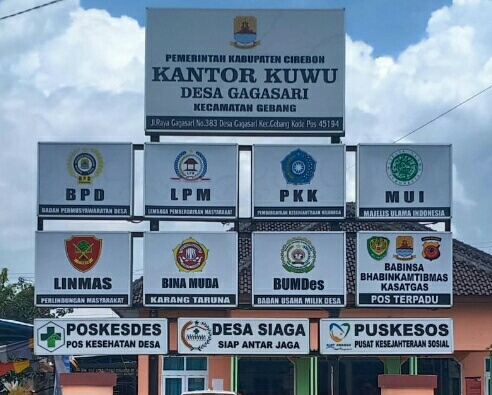 PEMERINTAH KABUPATEN CIREBON
KANTOR KUWU
DESA GAGASARI
KECAMATAN GEBANG
Jl.Raya Gagasari No.383 Desa Gagasari Kec.Gebang Kode Pos 45194
BPD
BADAN PERMUSYAWARATAN DESA
LPM
LEMBAGA PEMBERDAYAAN MASYARAKAT
PKK
PEMBERDAYAAN KESEJAHTERAAN KELUARGA
MUI
MAJELIS ULAMA INDONESIA
LINMAS
PERLINDUNGAN MASYARAKAT
BINA MUDA
KARANG TARUNA
BUMDes
BADAN USAHA MILIK DESA
BABINSA
BHABINKAMTIBMAS
KASATGAS
POS TERPADU
POSKESDES
POS KESEHATAN DESA
DESA SIAGA
SIAP ANTAR JAGA
PUSKESOS
PUSAT KESEJAHTERAAN SOSIAL